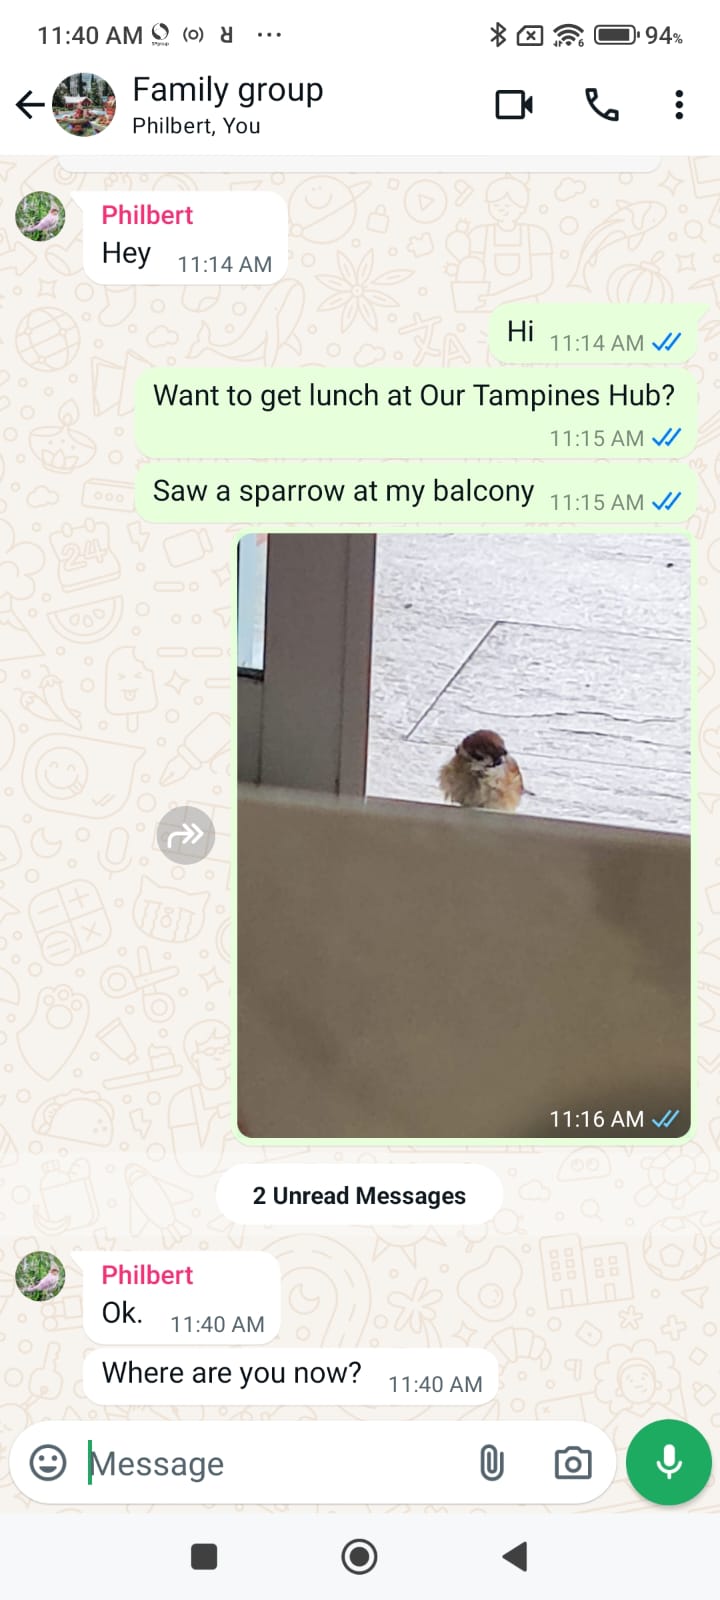 11:40 AM
94%
Family group
Philbert, You
Philbert
Hey 11:14 AM
Hi 11:14 AM
Want to get lunch at Our Tampines Hub?
11:15 AM
Saw a sparrow at my balcony 11:15 AM
11:16 AM
2 Unread Messages
Philbert
Ok. 11:40 AM
Where are you now? 11:40 AM
Message